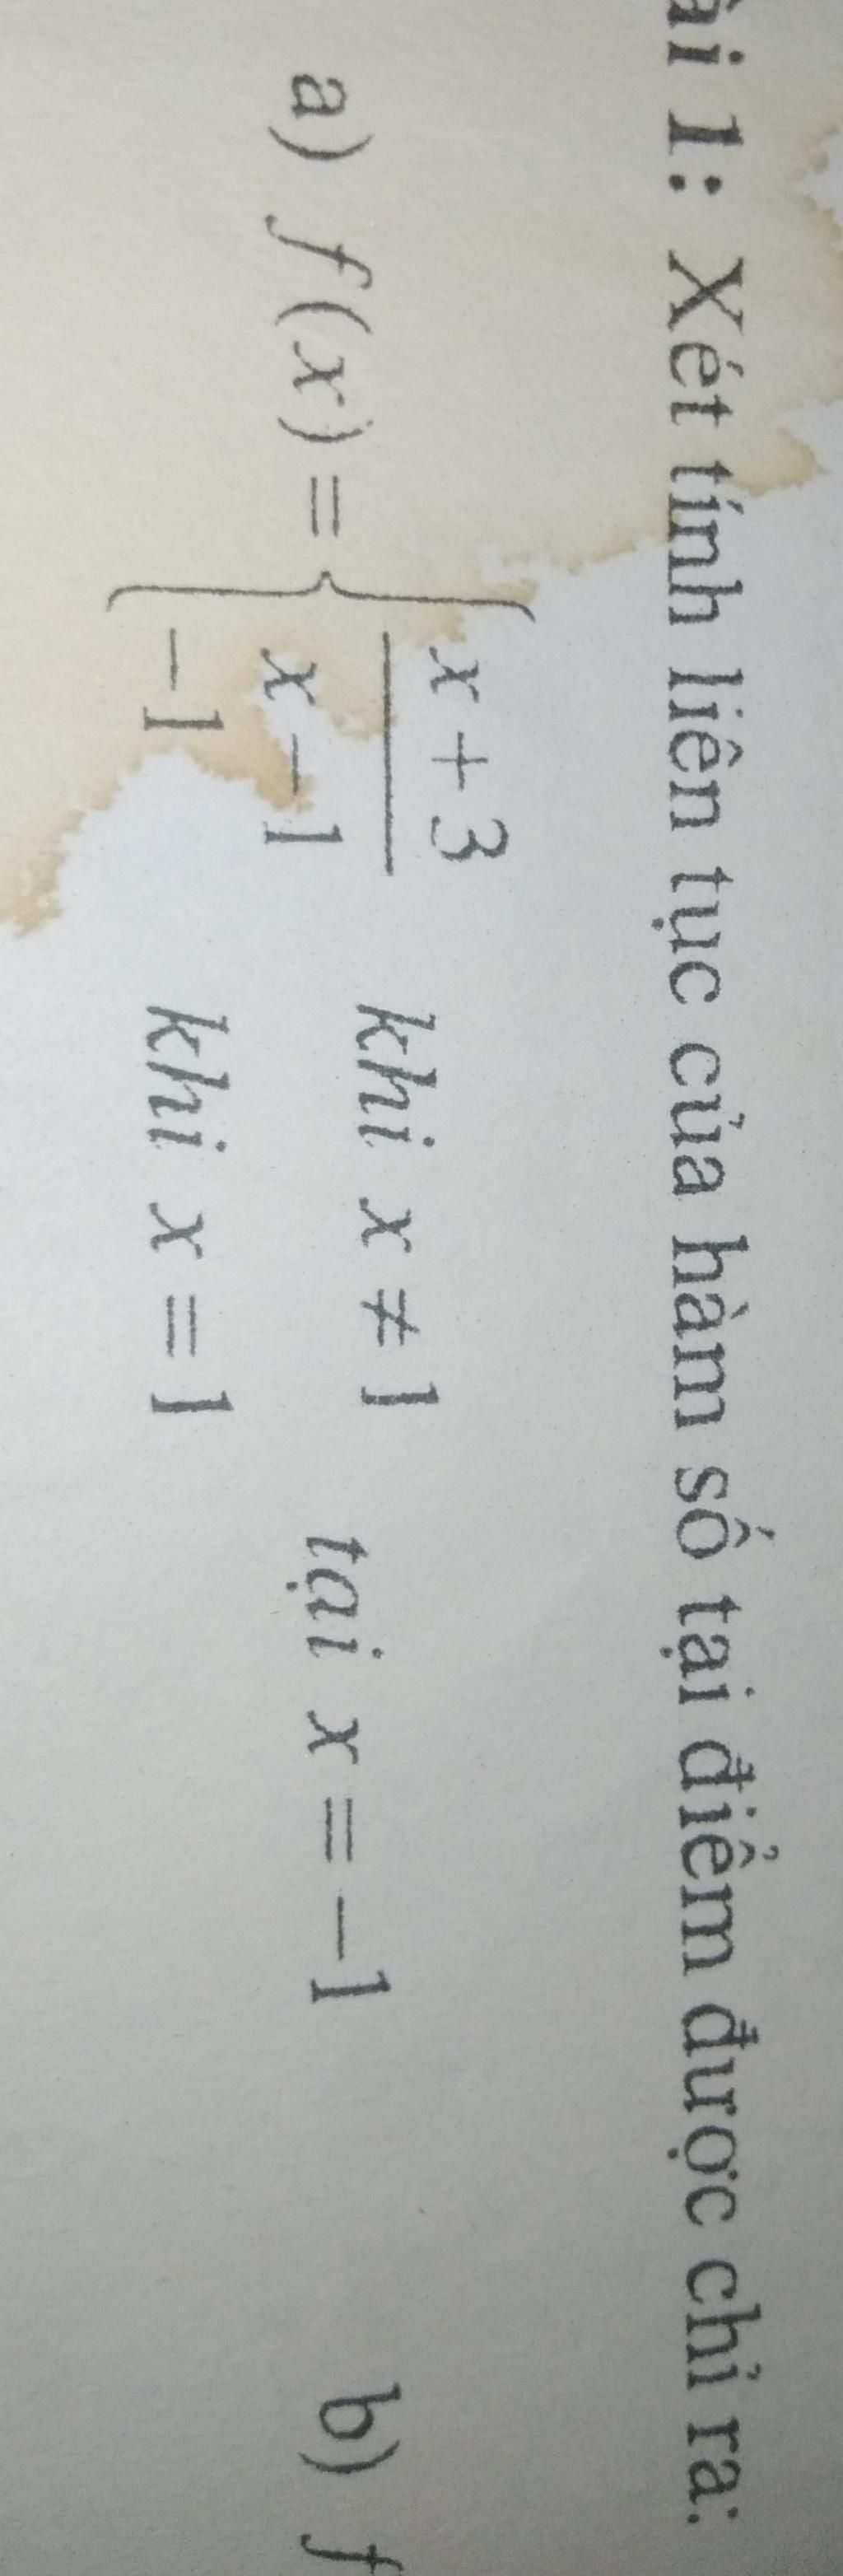 ài 1: Xét tính liên tục của hàm số tại điểm được chỉ ra:
a) f(x) = { (x + 3)/(x − 1) khi x ≠ 1
−1 khi x = 1 tại x = −1 b) f